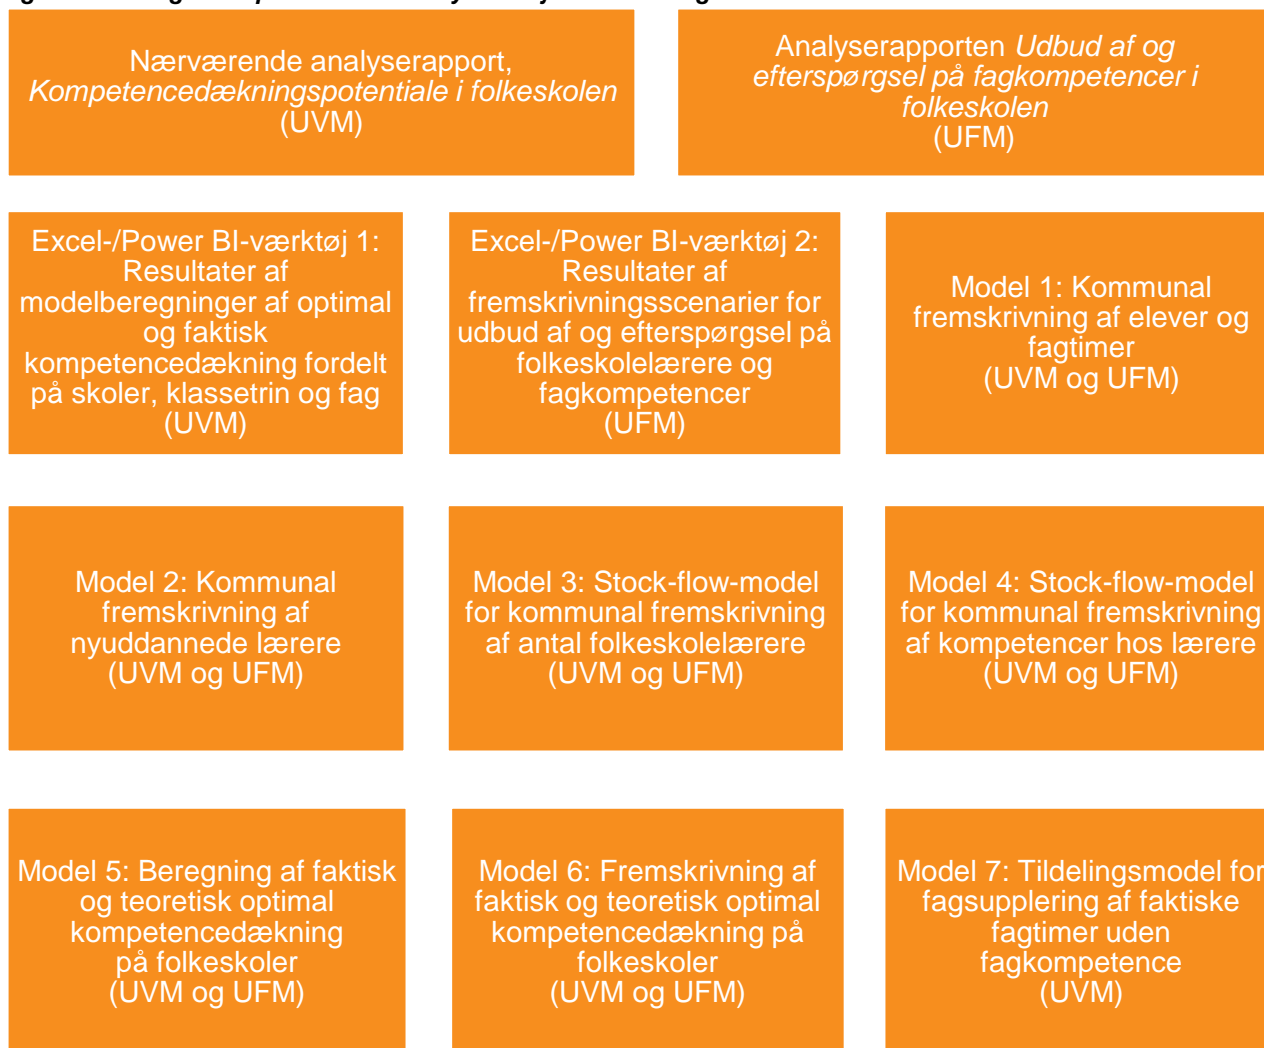 Nærværende analyserapport,
Kompetencedækningspotentiale i folkeskolen
(UVM)
Analyserapporten Udbud af og
efterspørgsel på fagkompetencer i
folkeskolen
(UFM)
Excel-/Power BI-værktøj 1:
Resultater af
modelberegninger af optimal
og faktisk
kompetencedækning fordelt
på skoler, klassetrin og fag
(UVM)
Excel-/Power BI-værktøj 2:
Resultater af
fremskrivningsscenarier for
udbud af og efterspørgsel på
folkeskolelærere og
fagkompetencer
(UFM)
Model 1: Kommunal
fremskrivning af elever og
fagtimer
(UVM og UFM)
Model 2: Kommunal
fremskrivning af
nyuddannede lærere
(UVM og UFM)
Model 3: Stock-flow-model
for kommunal fremskrivning
af antal folkeskolelærere
(UVM og UFM)
Model 4: Stock-flow-model
for kommunal fremskrivning
af kompetencer hos lærere
(UVM og UFM)
Model 5: Beregning af faktisk
og teoretisk optimal
kompetencedækning
på folkeskoler
(UVM og UFM)
Model 6: Fremskrivning af
faktisk og teoretisk optimal
kompetencedækning på
folkeskoler
(UVM og UFM)
Model 7: Tildelingsmodel for
fagsupplering af faktiske
fagtimer uden
fagkompetence
(UVM)